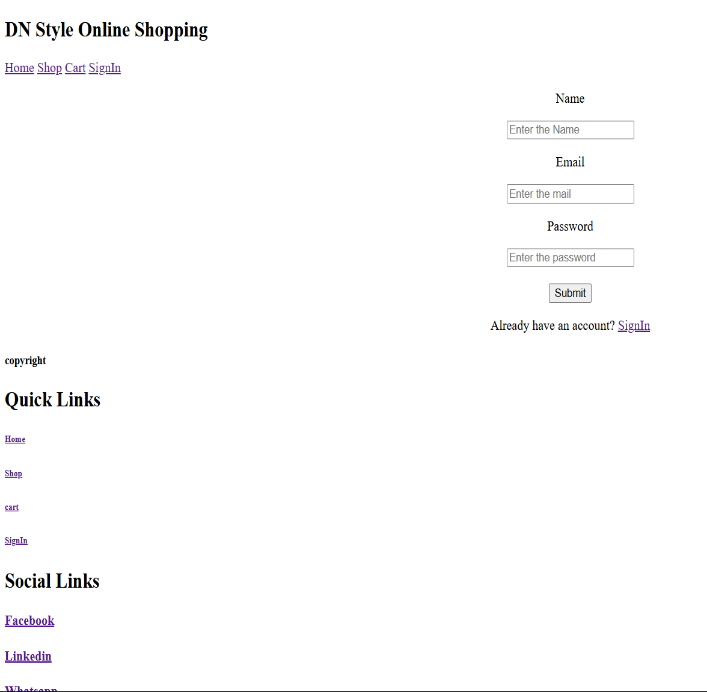 DN Style Online Shopping
Home Shop Cart SignIn
Name
Enter the Name
Email
Enter the mail
Password
Enter the password
Submit
Already have an account? SignIn
copyright
Quick Links
Home
Shop
cart
SignIn
Social Links
Facebook
Linkedin
Whatsapp